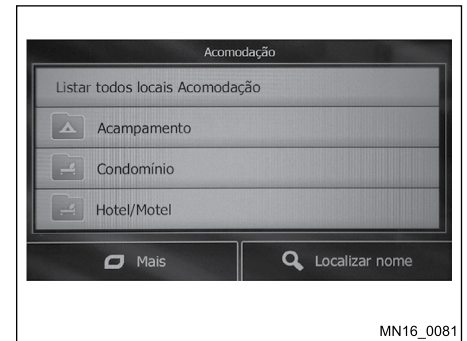 Acomodação
Listar todos locais Acomodação
Acampamento
Condomínio
Hotel/Motel
Mais
Localizar nome
MN16_0081